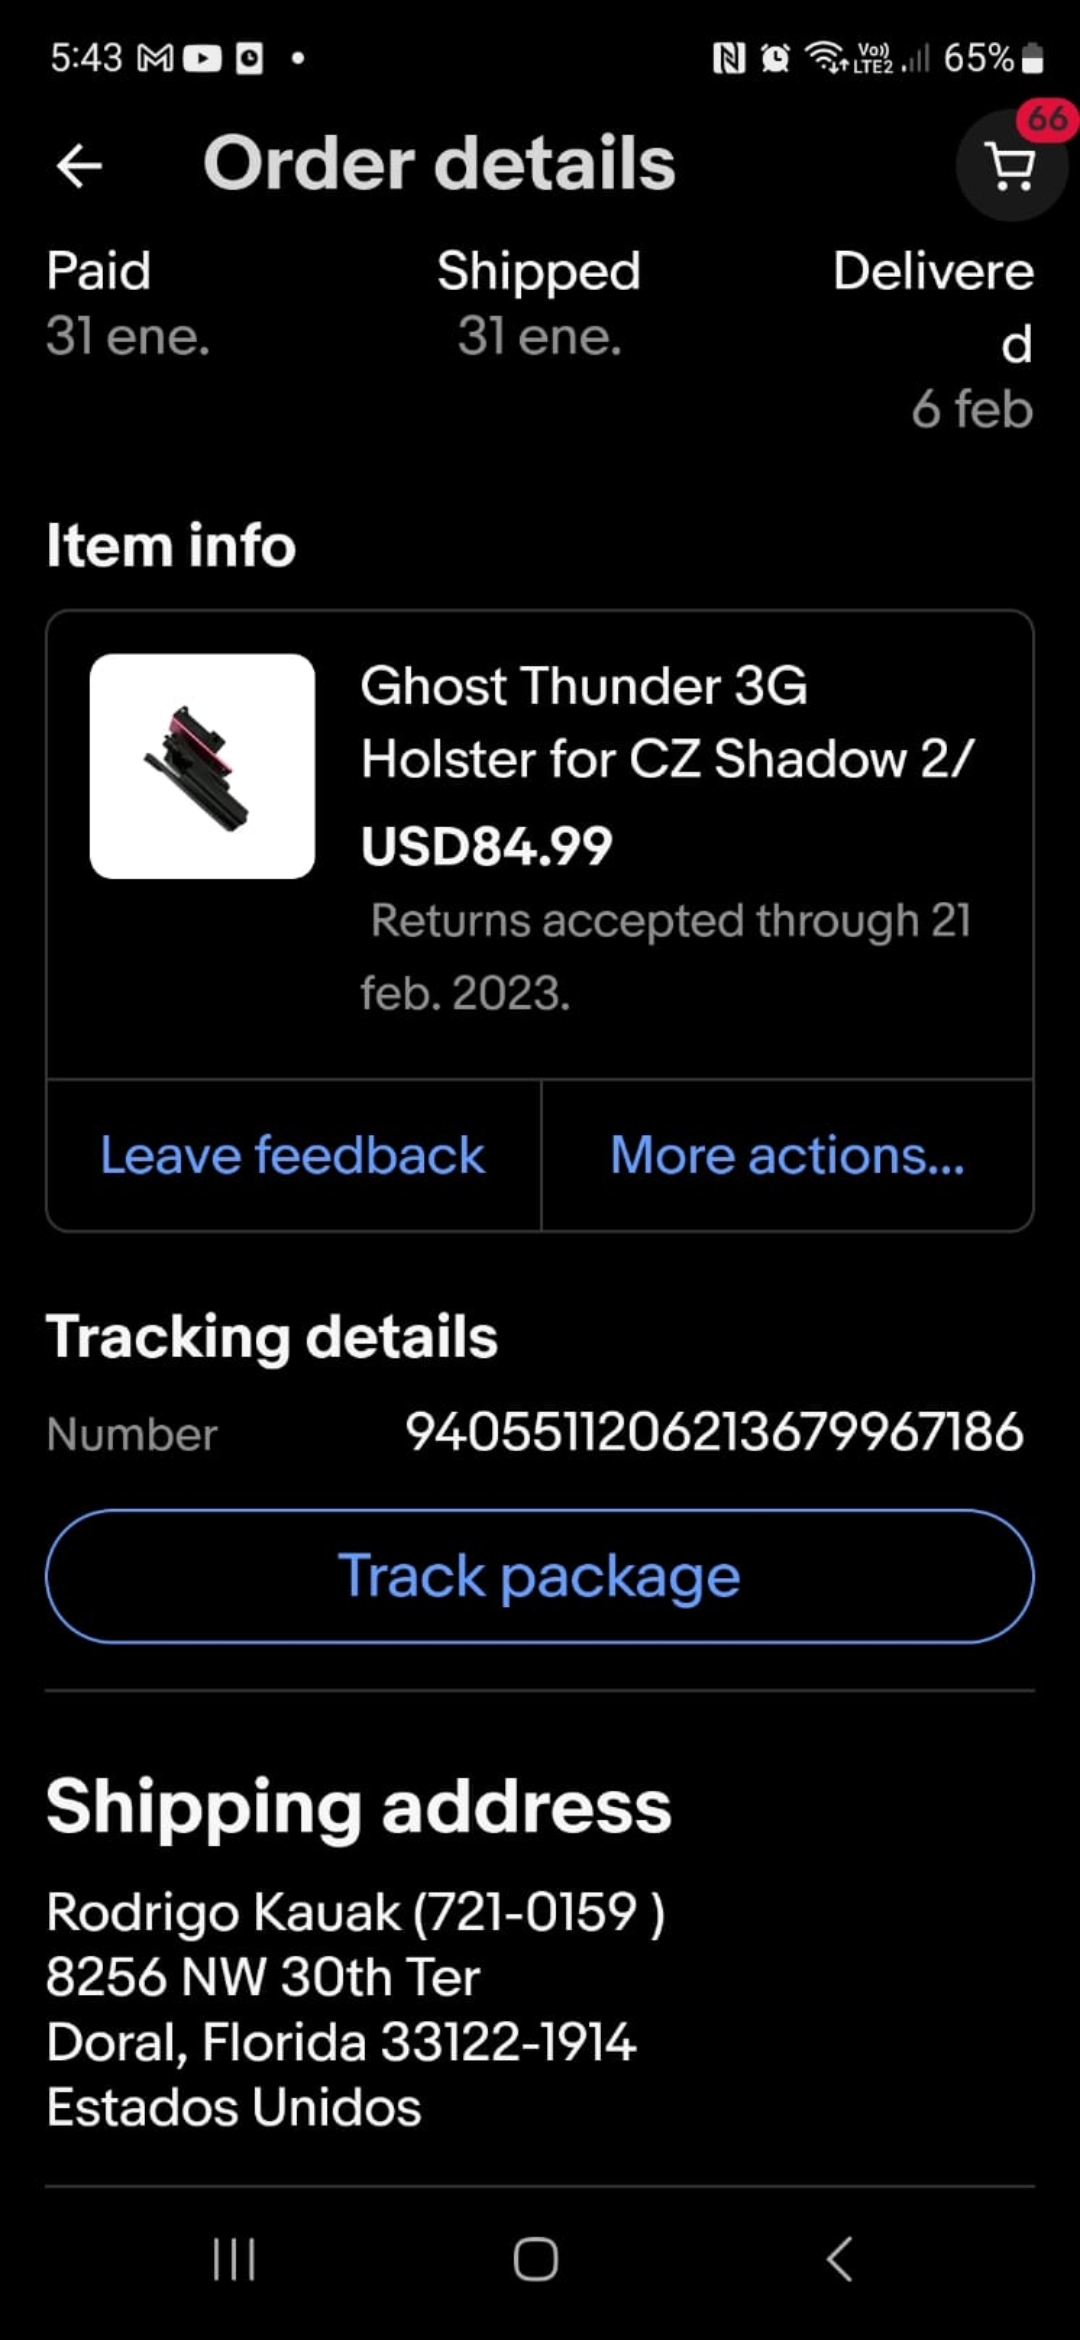 5:43
Vo))
LTE2
65%
66
Order details
Paid
Shipped
Delivere
d
31 ene.
31 ene.
6 feb
Item info
Ghost Thunder 3G
Holster for CZ Shadow 2/
USD84.99
Returns accepted through 21
feb. 2023.
Leave feedback
More actions...
Tracking details
Number
9405511206213679967186
Track package
Shipping address
Rodrigo Kauak (721-0159 )
8256 NW 30th Ter
Doral, Florida 33122-1914
Estados Unidos